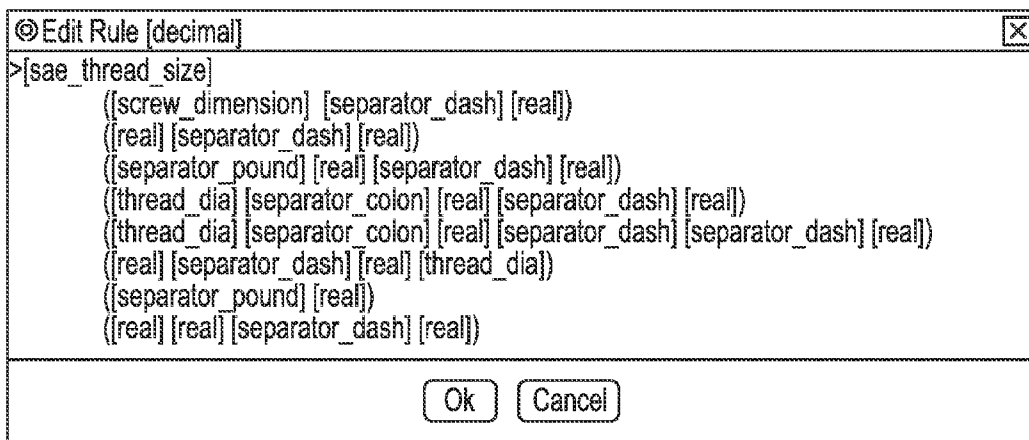 Edit Rule [decimal]
>[sae_thread_size]
([screw_dimension] [separator_dash] [real])
([real] [separator_dash] [real])
([separator_pound] [real] [separator_dash] [real])
([thread_dia] [separator_colon] [real] [separator_dash] [real])
([thread_dia] [separator_colon] [real] [separator_dash] [separator_dash] [real])
([real] [separator_dash] [real] [thread_dia])
([separator_pound] [real])
([real] [real] [separator_dash] [real])
Ok Cancel